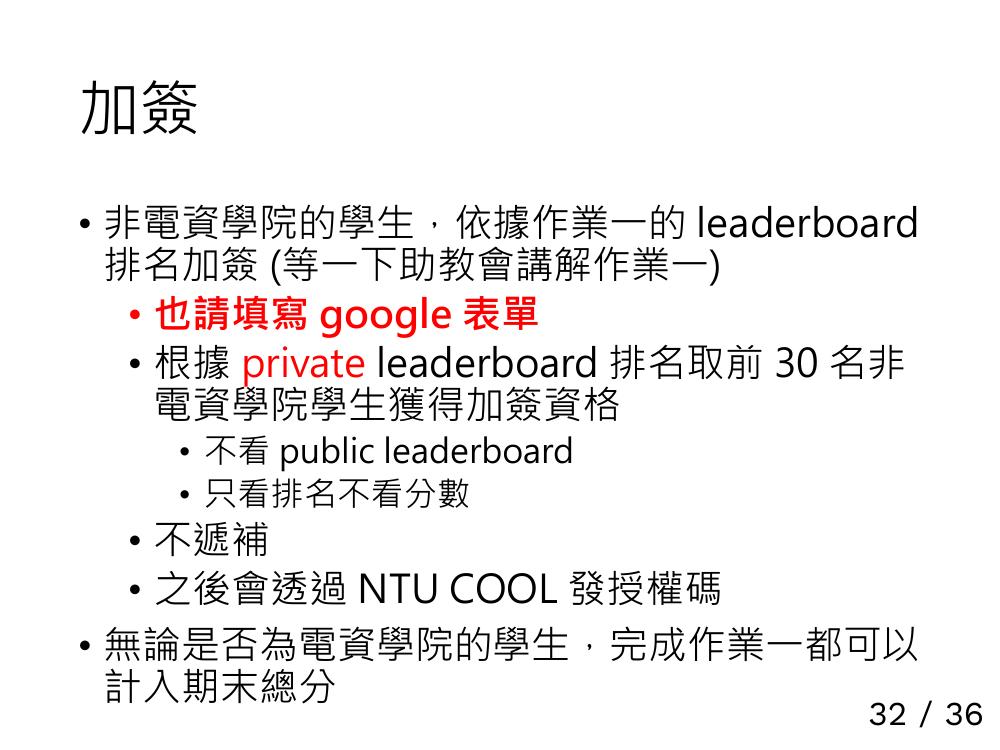 加簽
• 非電資學院的學生，依據作業一的 leaderboard
排名加簽 (等一下助教會講解作業一)
• 也請填寫 google 表單
• 根據 private leaderboard 排名取前 30 名非
電資學院學生獲得加簽資格
• 不看 public leaderboard
• 只看排名不看分數
• 不遞補
• 之後會透過 NTU COOL 發授權碼
• 無論是否為電資學院的學生，完成作業一都可以
計入期末總分
32 / 36